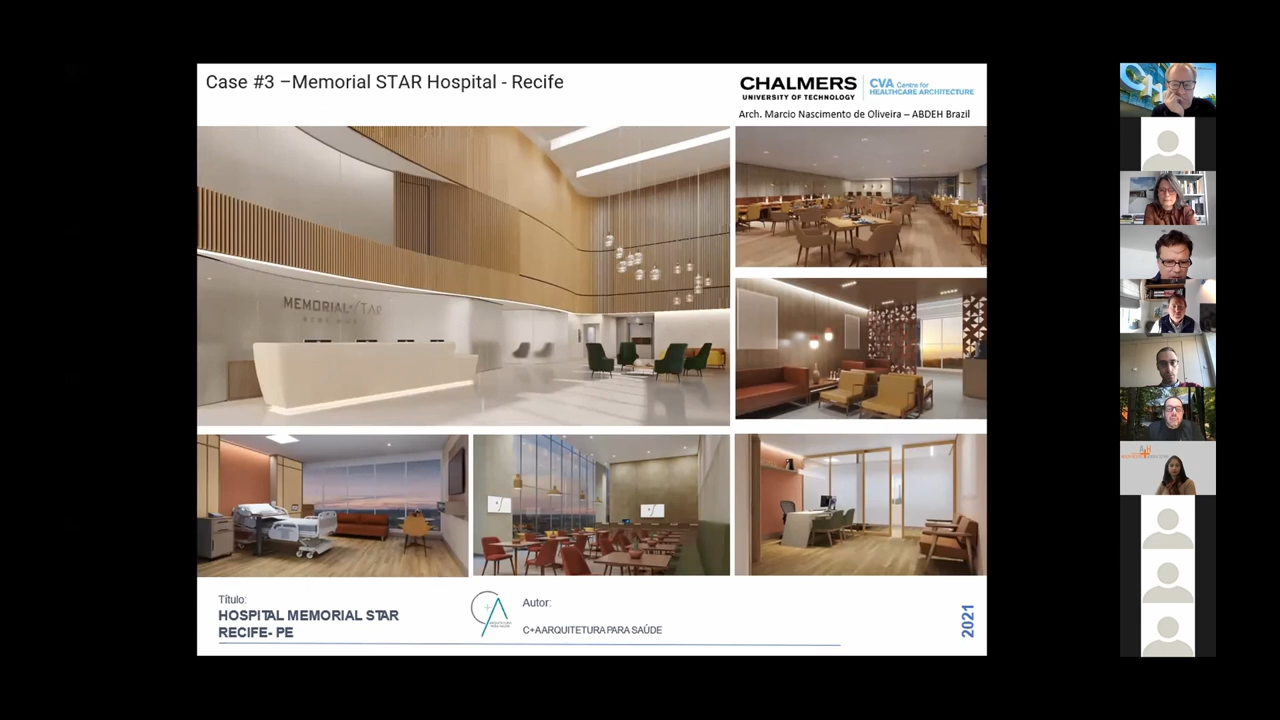 Case #3 –Memorial STAR Hospital - Recife
CHALMERS
UNIVERSITY OF TECHNOLOGY
CVA Centre for
HEALTHCARE ARCHITECTURE
Arch. Marcio Nascimento de Oliveira – ABDEH Brazil
MEMORIAL STAR
Título:
HOSPITAL MEMORIAL STAR
RECIFE- PE
Autor:
C+A ARQUITETURA PARA SAÚDE
2021